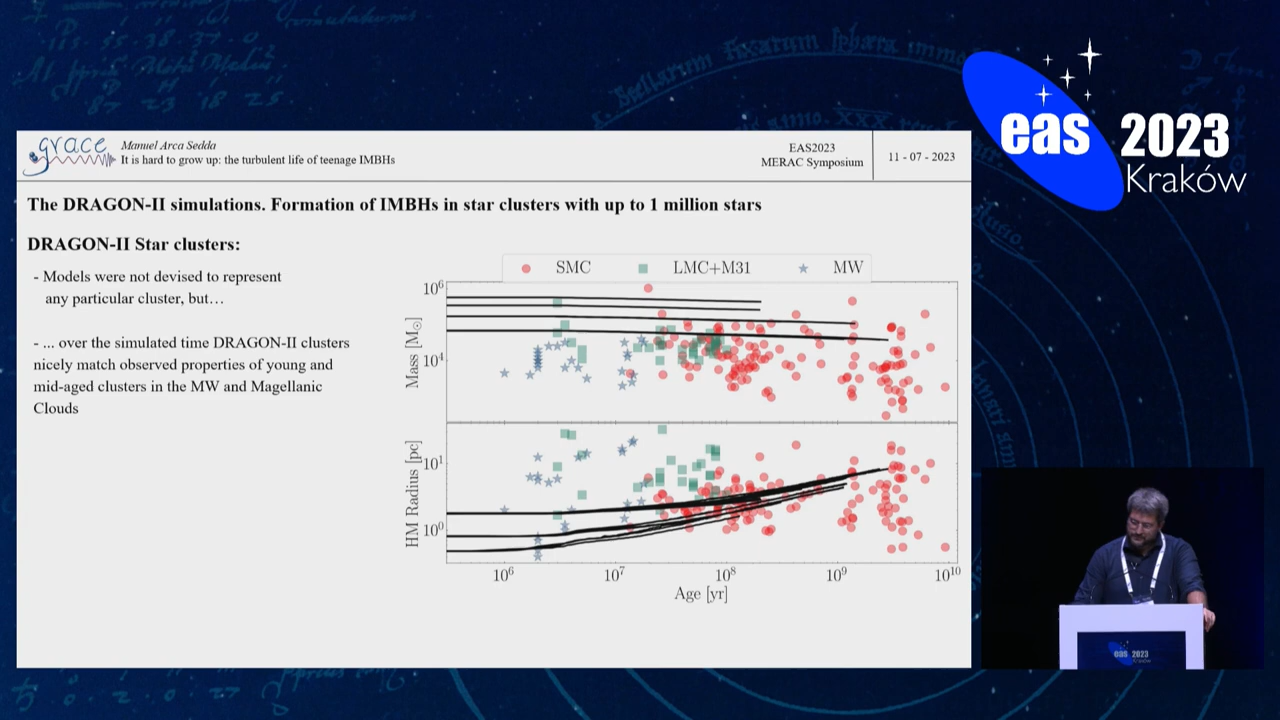 eas 2023
Kraków
grace
Manuel Arca Sedda
It is hard to grow up: the turbulent life of teenage IMBHs
EAS2023
MERAC Symposium
11 - 07 - 2023
The DRAGON-II simulations. Formation of IMBHs in star clusters with up to 1 million stars
DRAGON-II Star clusters:
- Models were not devised to represent
any particular cluster, but…
- ... over the simulated time DRAGON-II clusters
nicely match observed properties of young and
mid-aged clusters in the MW and Magellanic
Clouds
SMC LMC+M31 MW
10⁶
Mass [M☉]
10⁴
HM Radius [pc]
10¹
10⁰
10⁶ 10⁷ 10⁸ 10⁹ 10¹⁰
Age [yr]
eas 2023
Kraków